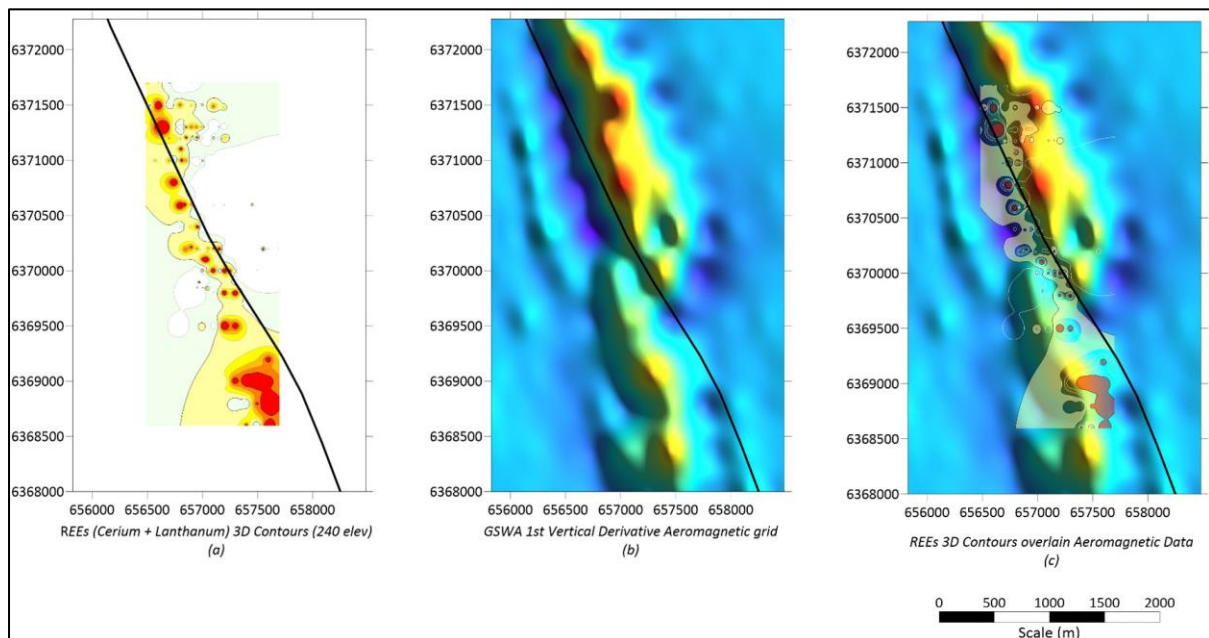 6372000
6371500
6371000
6370500
6370000
6369500
6369000
6368500
6368000
656000 656500 657000 657500 658000
REEs (Cerium + Lanthanum) 3D Contours (240 elev)
(a)
6372000
6371500
6371000
6370500
6370000
6369500
6369000
6368500
6368000
656000 656500 657000 657500 658000
GSWA 1st Vertical Derivative Aeromagnetic grid
(b)
6372000
6371500
6371000
6370500
6370000
6369500
6369000
6368500
6368000
656000 656500 657000 657500 658000
REEs 3D Contours overlain Aeromagnetic Data
(c)
0 500 1000 1500 2000
Scale (m)